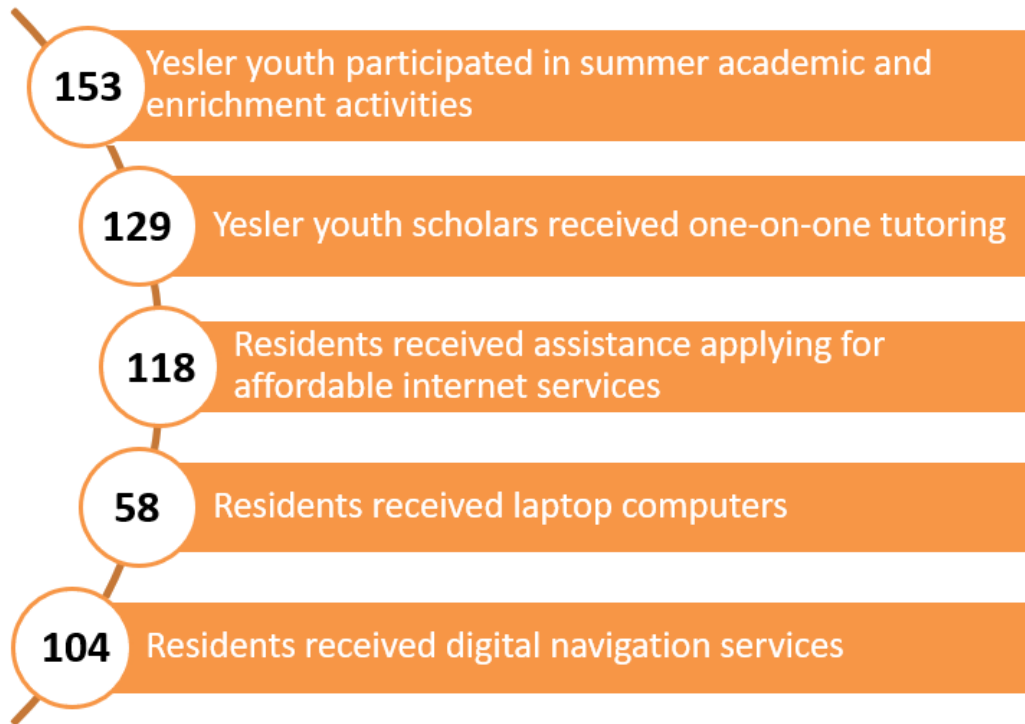 153
Yesler youth participated in summer academic and
enrichment activities
129
Yesler youth scholars received one-on-one tutoring
118
Residents received assistance applying for
affordable internet services
58
Residents received laptop computers
104
Residents received digital navigation services